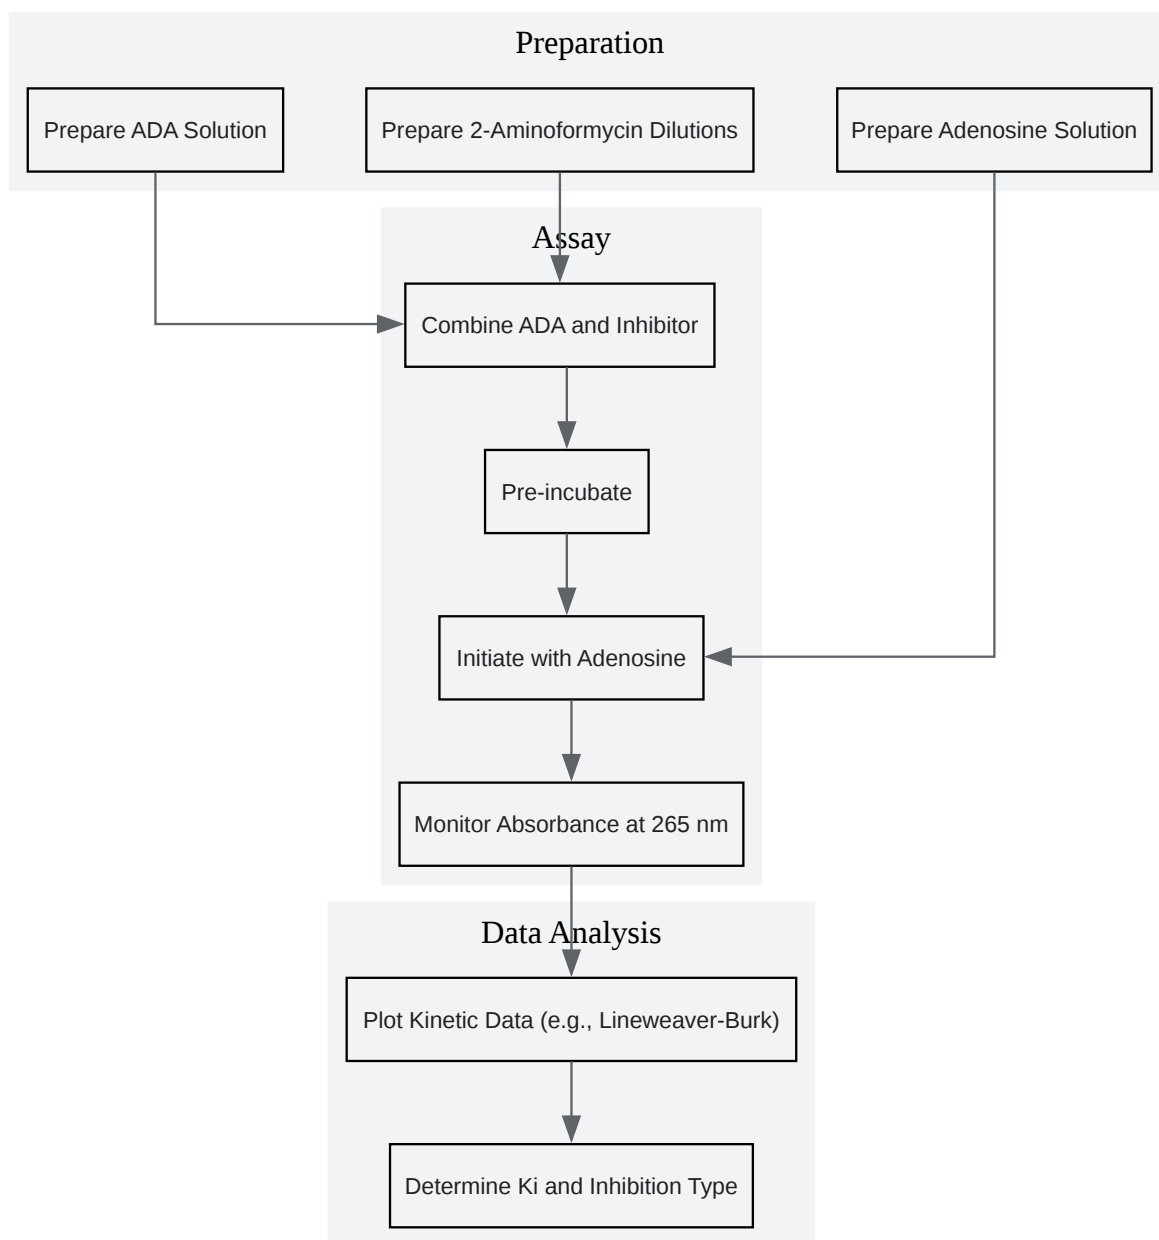 Preparation
Prepare ADA Solution
Prepare 2-Aminoformycin Dilutions
Prepare Adenosine Solution
Assay
Combine ADA and Inhibitor
Pre-incubate
Initiate with Adenosine
Monitor Absorbance at 265 nm
Data Analysis
Plot Kinetic Data (e.g., Lineweaver-Burk)
Determine Ki and Inhibition Type